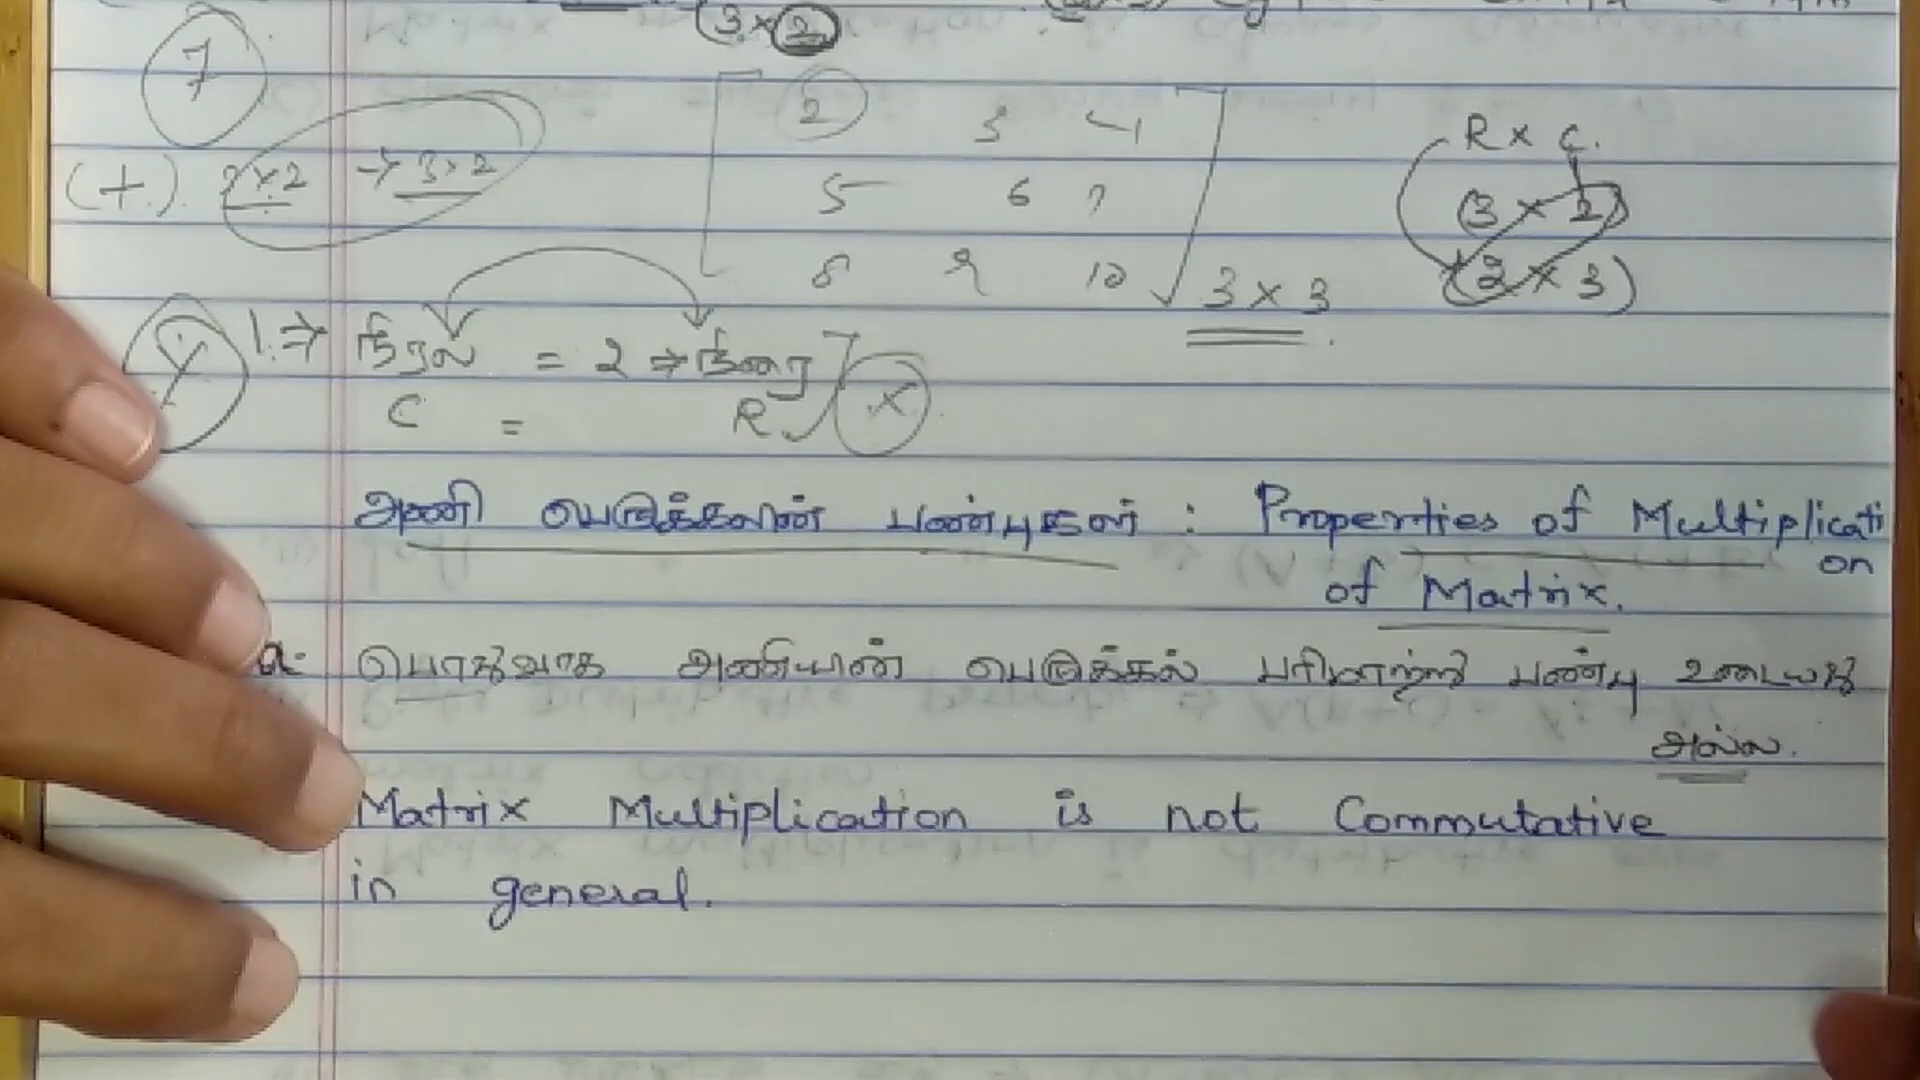 (3 × 2)
7
2 3 4
R × C.
(+) 2×2 → 3×2
5 6 7
(3 × 2)
8 9 10
3 × 3
(2 × 3)
1. ⇒ நிரல் = 2 ⇒ நிரை
C = R
×
அணி பெருக்கலின் பண்புகள் : Properties of Multiplicati
on
of Matrix.
a. பொதுவாக அணியின் பெருக்கல் பரிமாற்று பண்பு உடையது
அல்ல.
Matrix Multiplication is not Commutative
in general.